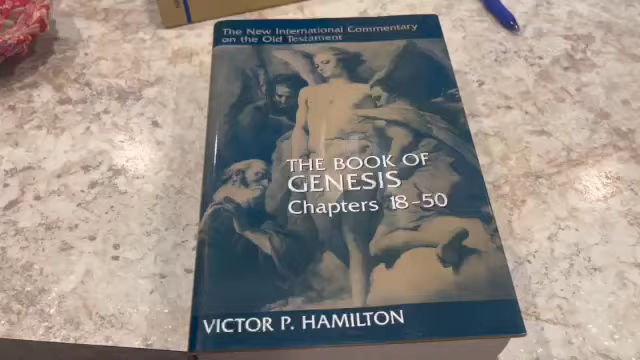 The New International Commentary
on the Old Testament
THE BOOK OF
GENESIS
Chapters 18–50
VICTOR P. HAMILTON